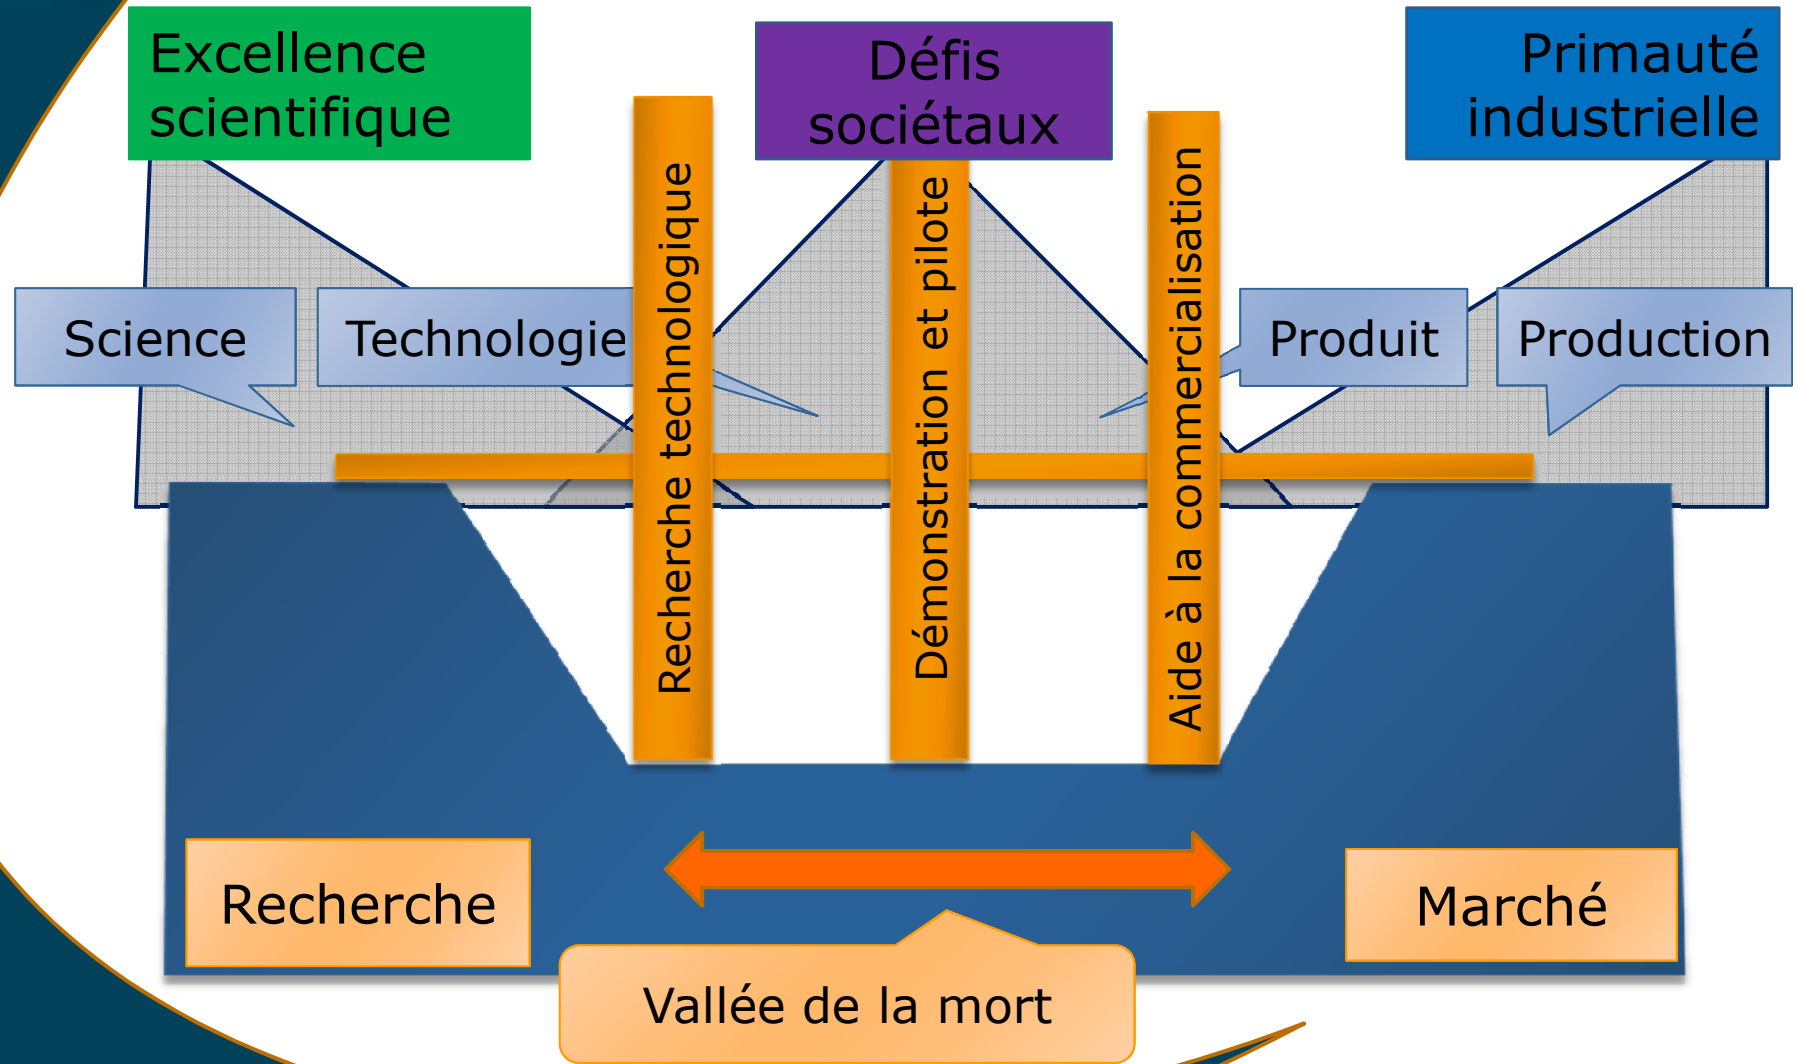 Excellence
scientifique
Défis
sociétaux
Primauté
industrielle
Science
Technologie
Recherche technologique
Démonstration et pilote
Aide à la commercialisation
Produit
Production
Recherche
Marché
Vallée de la mort